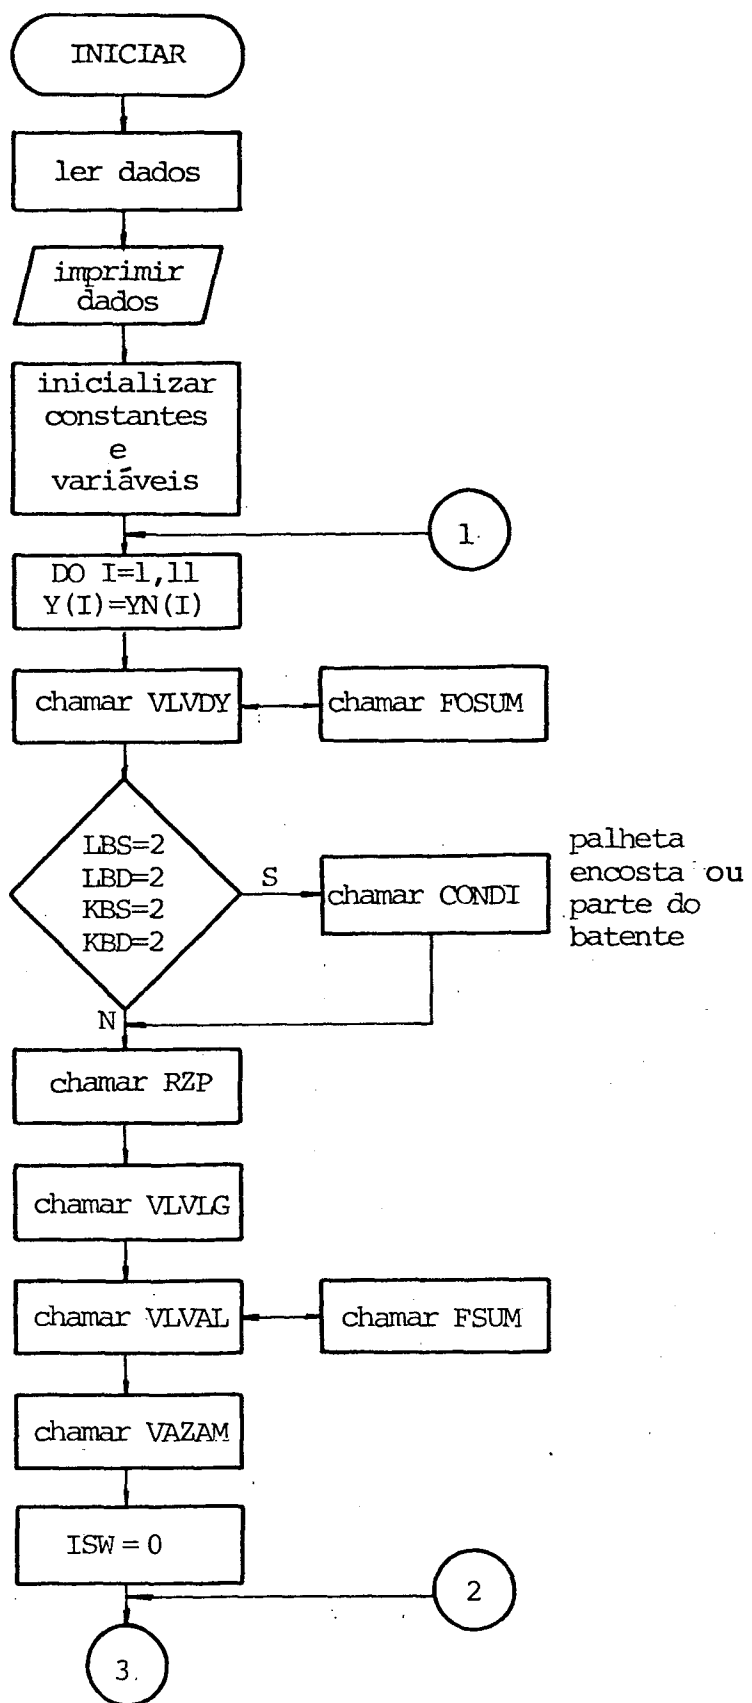 INICIAR
ler dados
imprimir
dados
inicializar
constantes
e
variáveis
1
DO I=1,11
Y(I)=YN(I)
chamar VLVDY
chamar FOSUM
LBS=2
LBD=2
KBS=2
KBD=2
S
chamar CONDI
palheta
encosta ou
parte do
batente
N
chamar RZP
chamar VLVLG
chamar VLVAL
chamar FSUM
chamar VAZAM
ISW = 0
2
3